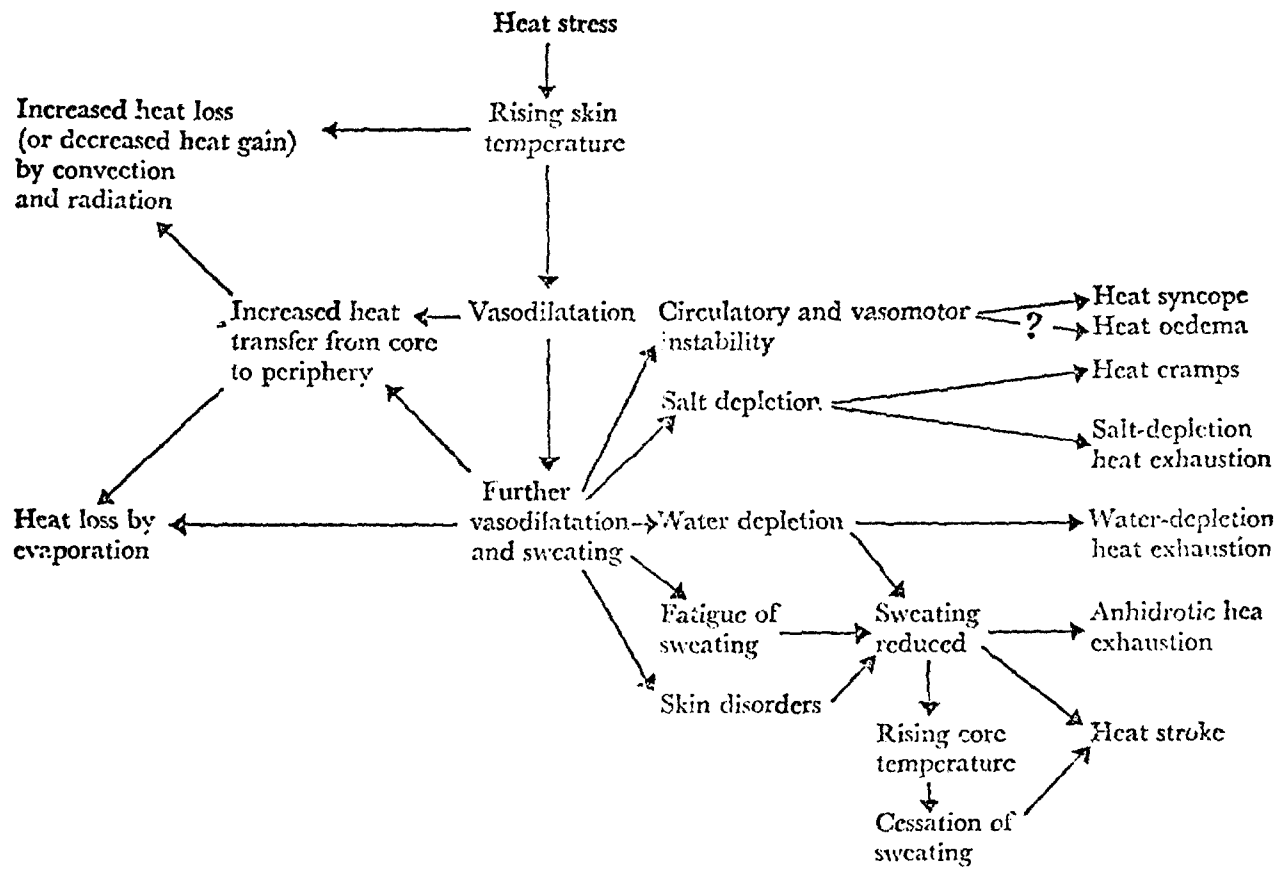 Heat stress
Increased heat loss
(or decreased heat gain)
by convection
and radiation
Rising skin
temperature
Increased heat
transfer from core
to periphery
Vasodilatation
Circulatory and vasomotor
instability
Heat syncope
?
Heat oedema
Salt depletion
Heat cramps
Salt-depletion
heat exhaustion
Heat loss by
evaporation
Further
vasodilatation
and sweating
Water depletion
Water-depletion
heat exhaustion
Fatigue of
sweating
Sweating
reduced
Anhidrotic hea
exhaustion
Skin disorders
Rising core
temperature
Heat stroke
Cessation of
sweating